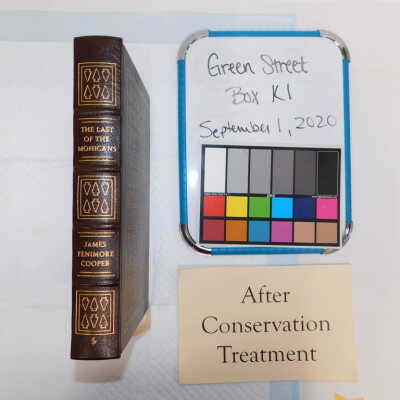 THE LAST
OF THE
MOHICANS
JAMES
FENIMORE
COOPER
Green Street
Box K1
September 1, 2020
After
Conservation
Treatment